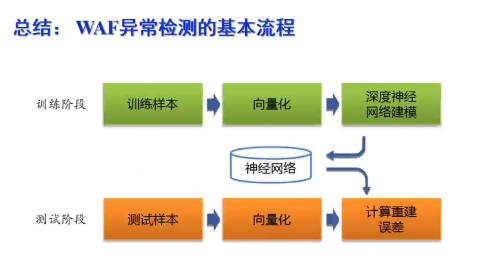 总结： WAF异常检测的基本流程
训练阶段
训练样本
向量化
深度神经
网络建模
神经网络
测试阶段
测试样本
向量化
计算重建
误差